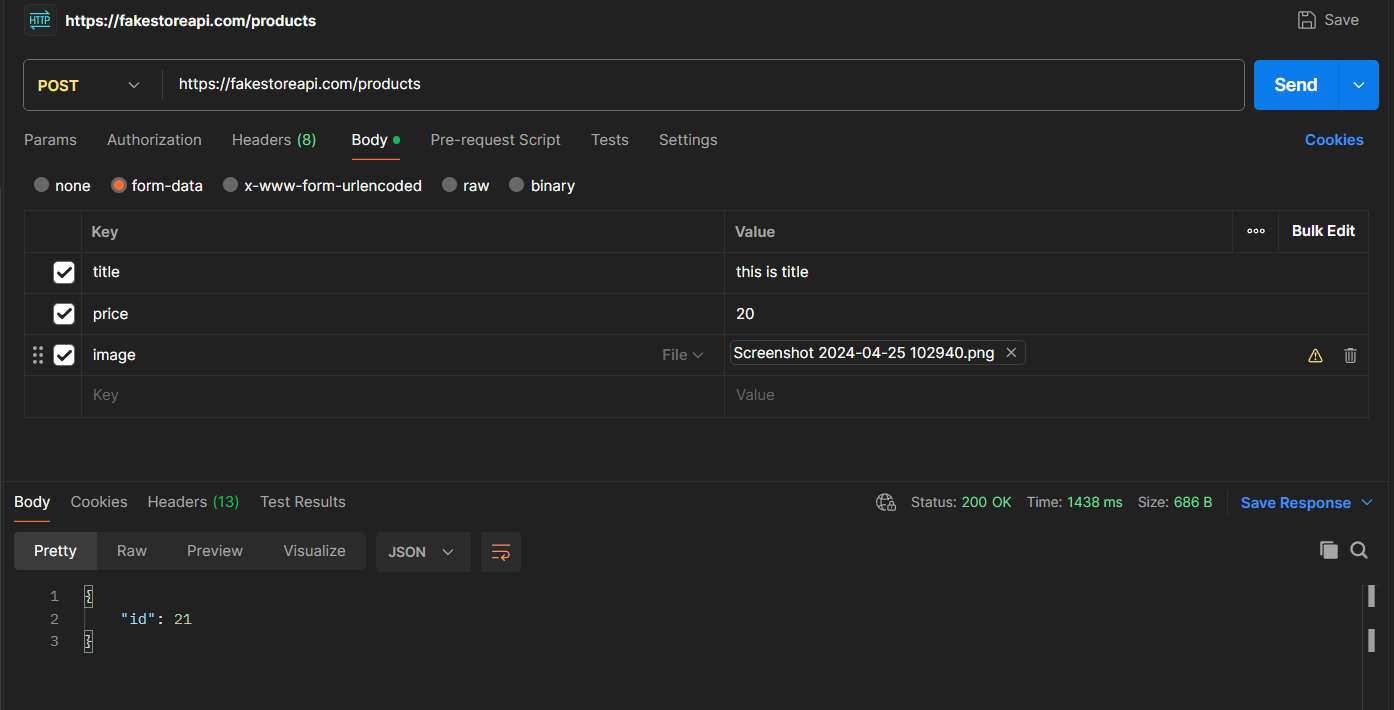 HTTP https://fakestoreapi.com/products Save
POST https://fakestoreapi.com/products Send
Params Authorization Headers (8) Body Pre-request Script Tests Settings Cookies
none form-data x-www-form-urlencoded raw binary
Key Value Bulk Edit
title this is title
price 20
image File Screenshot 2024-04-25 102940.png
Key Value
Body Cookies Headers (13) Test Results Status: 200 OK Time: 1438 ms Size: 686 B Save Response
Pretty Raw Preview Visualize JSON
1 {
2 "id": 21
3 }